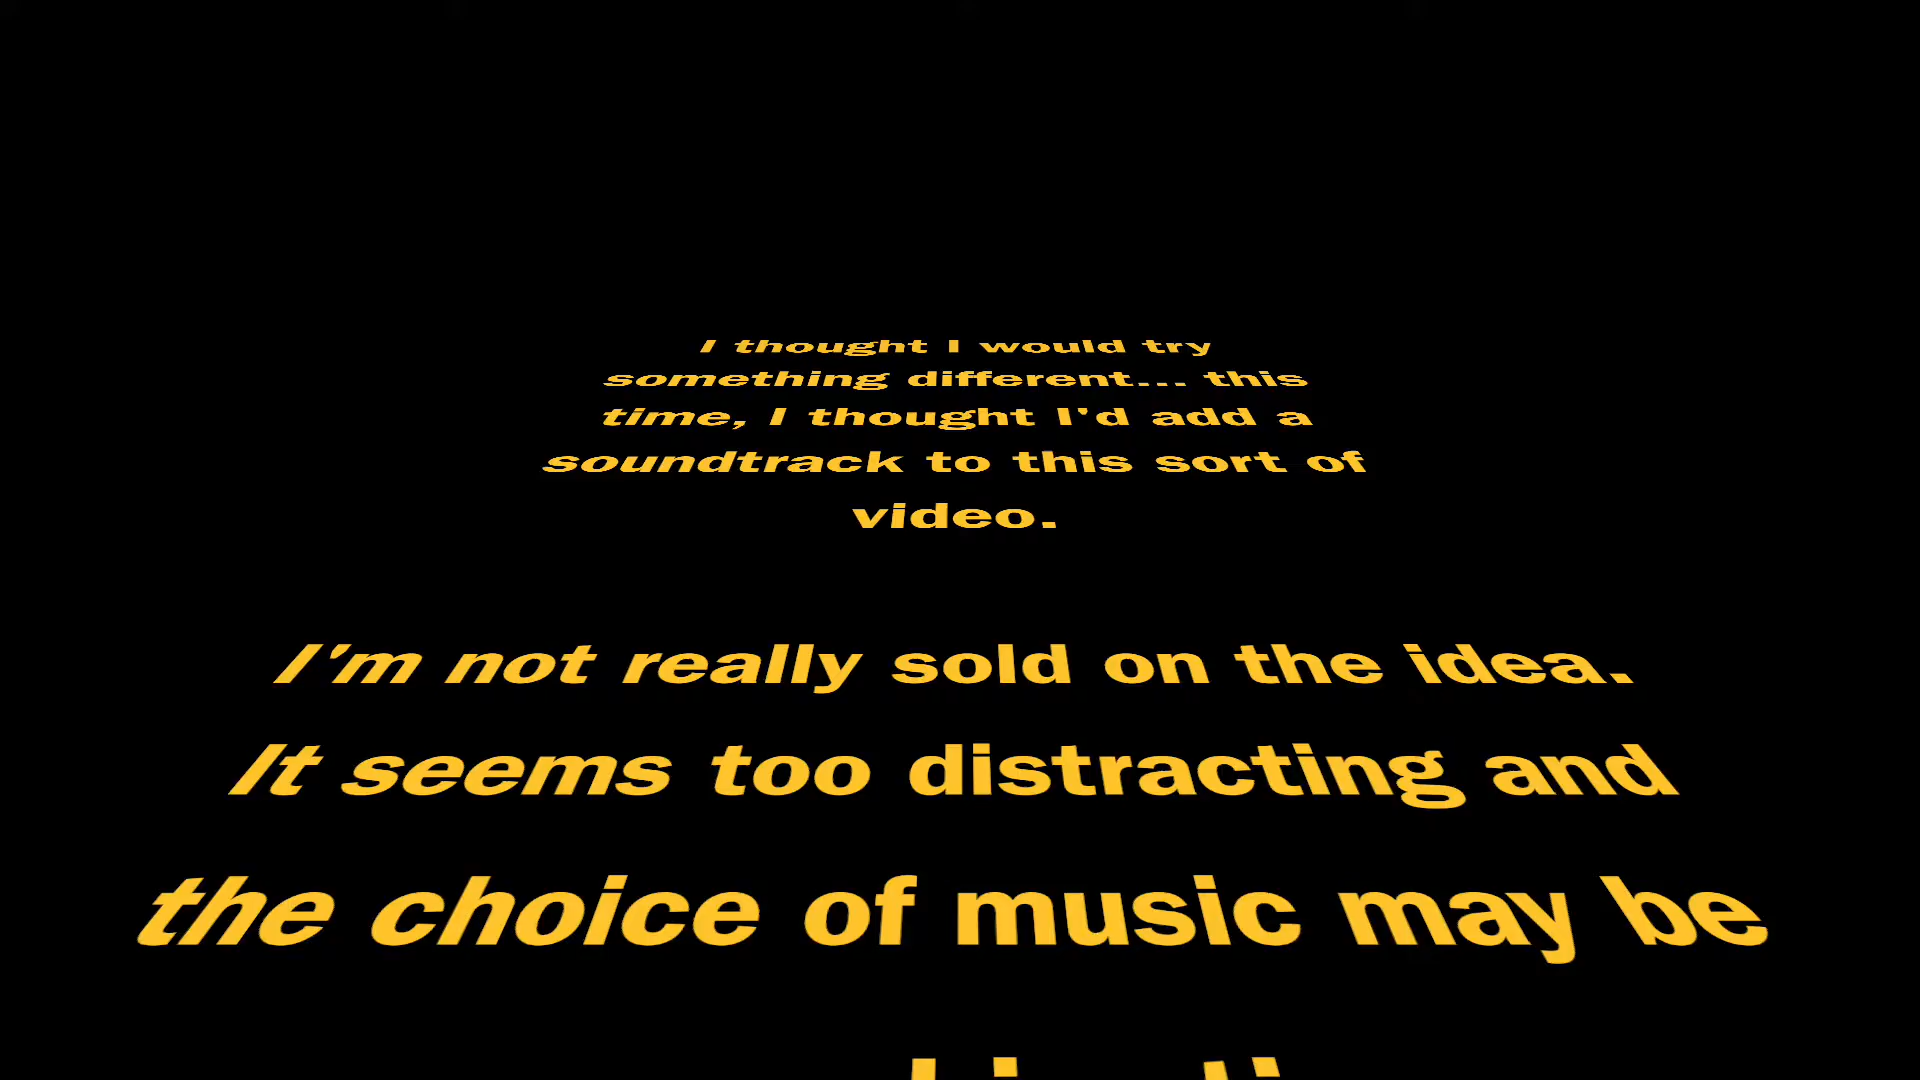 I thought I would try
something different... this
time, I thought I'd add a
soundtrack to this sort of
video.
I'm not really sold on the idea.
It seems too distracting and
the choice of music may be